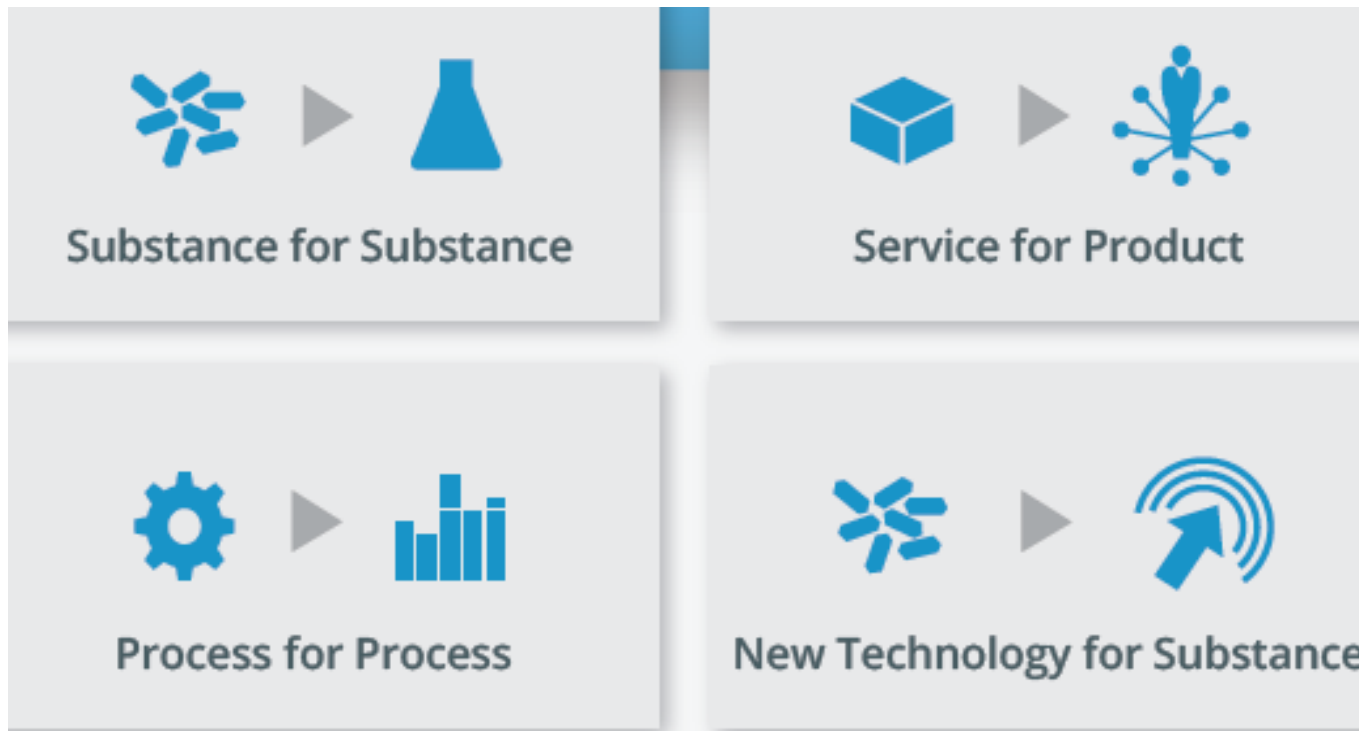 Substance for Substance
Service for Product
Process for Process
New Technology for Substance